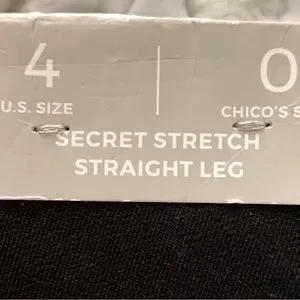 4 0
U.S. SIZE CHICO'S S
SECRET STRETCH
STRAIGHT LEG